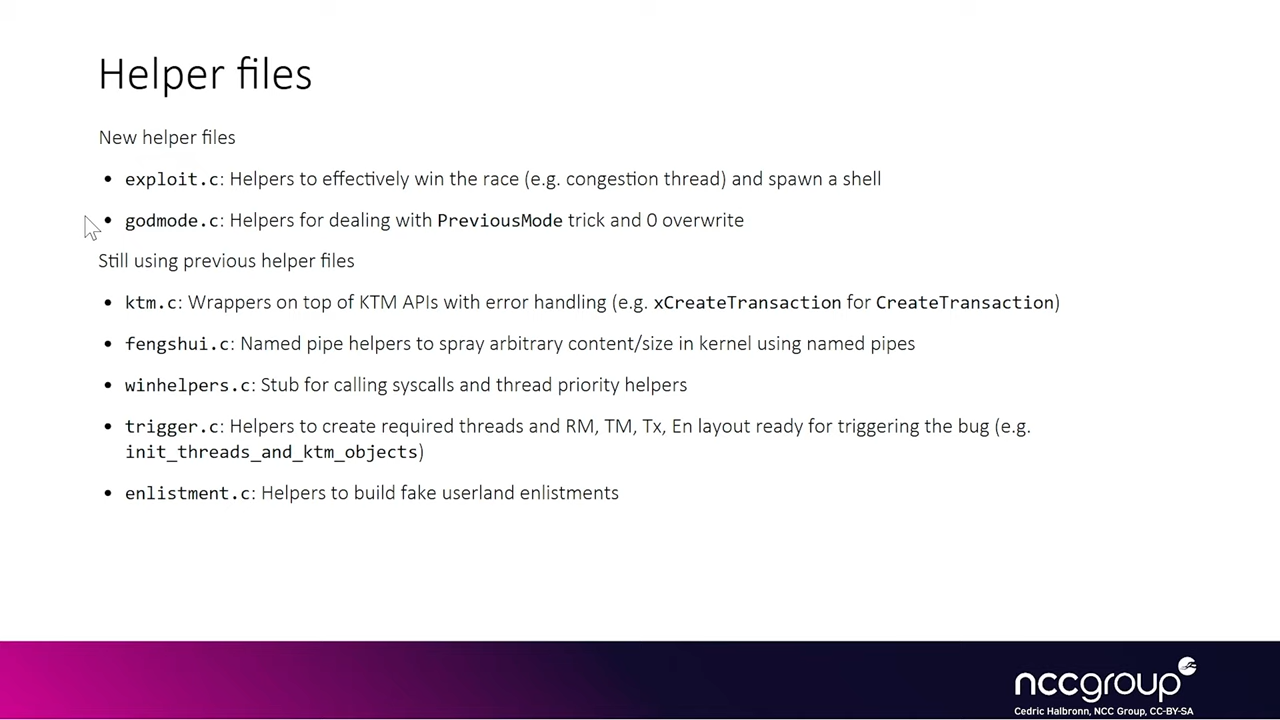 Helper files
New helper files
• exploit.c: Helpers to effectively win the race (e.g. congestion thread) and spawn a shell
• godmode.c: Helpers for dealing with PreviousMode trick and 0 overwrite
Still using previous helper files
• ktm.c: Wrappers on top of KTM APIs with error handling (e.g. xCreateTransaction for CreateTransaction)
• fengshui.c: Named pipe helpers to spray arbitrary content/size in kernel using named pipes
• winhelpers.c: Stub for calling syscalls and thread priority helpers
• trigger.c: Helpers to create required threads and RM, TM, Tx, En layout ready for triggering the bug (e.g.
init_threads_and_ktm_objects)
• enlistment.c: Helpers to build fake userland enlistments
nccgroup
Cedric Halbronn, NCC Group, CC-BY-SA